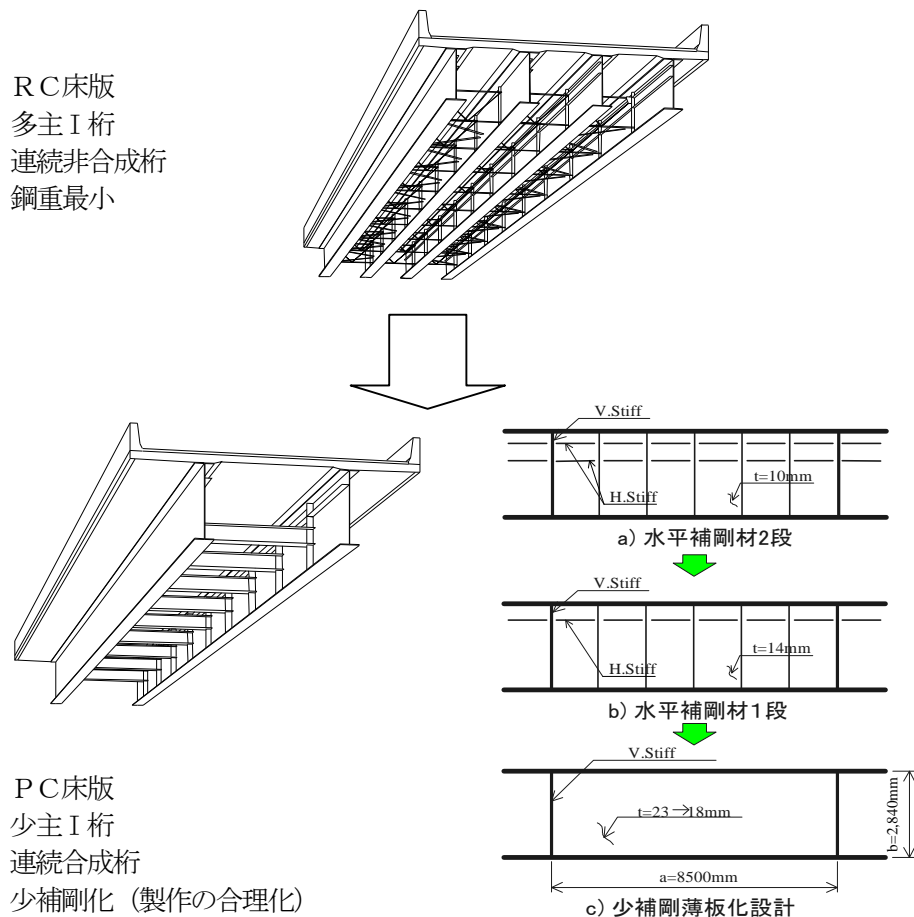 ＲＣ床版
多主Ｉ桁
連続非合成桁
鋼重最小
V.Stiff
H.Stiff
t=10mm
a) 水平補剛材2段
V.Stiff
H.Stiff
t=14mm
b) 水平補剛材1段
V.Stiff
t=23→18mm
b=2,840mm
a=8500mm
c) 少補剛薄板化設計
ＰＣ床版
少主Ｉ桁
連続合成桁
少補剛化（製作の合理化）